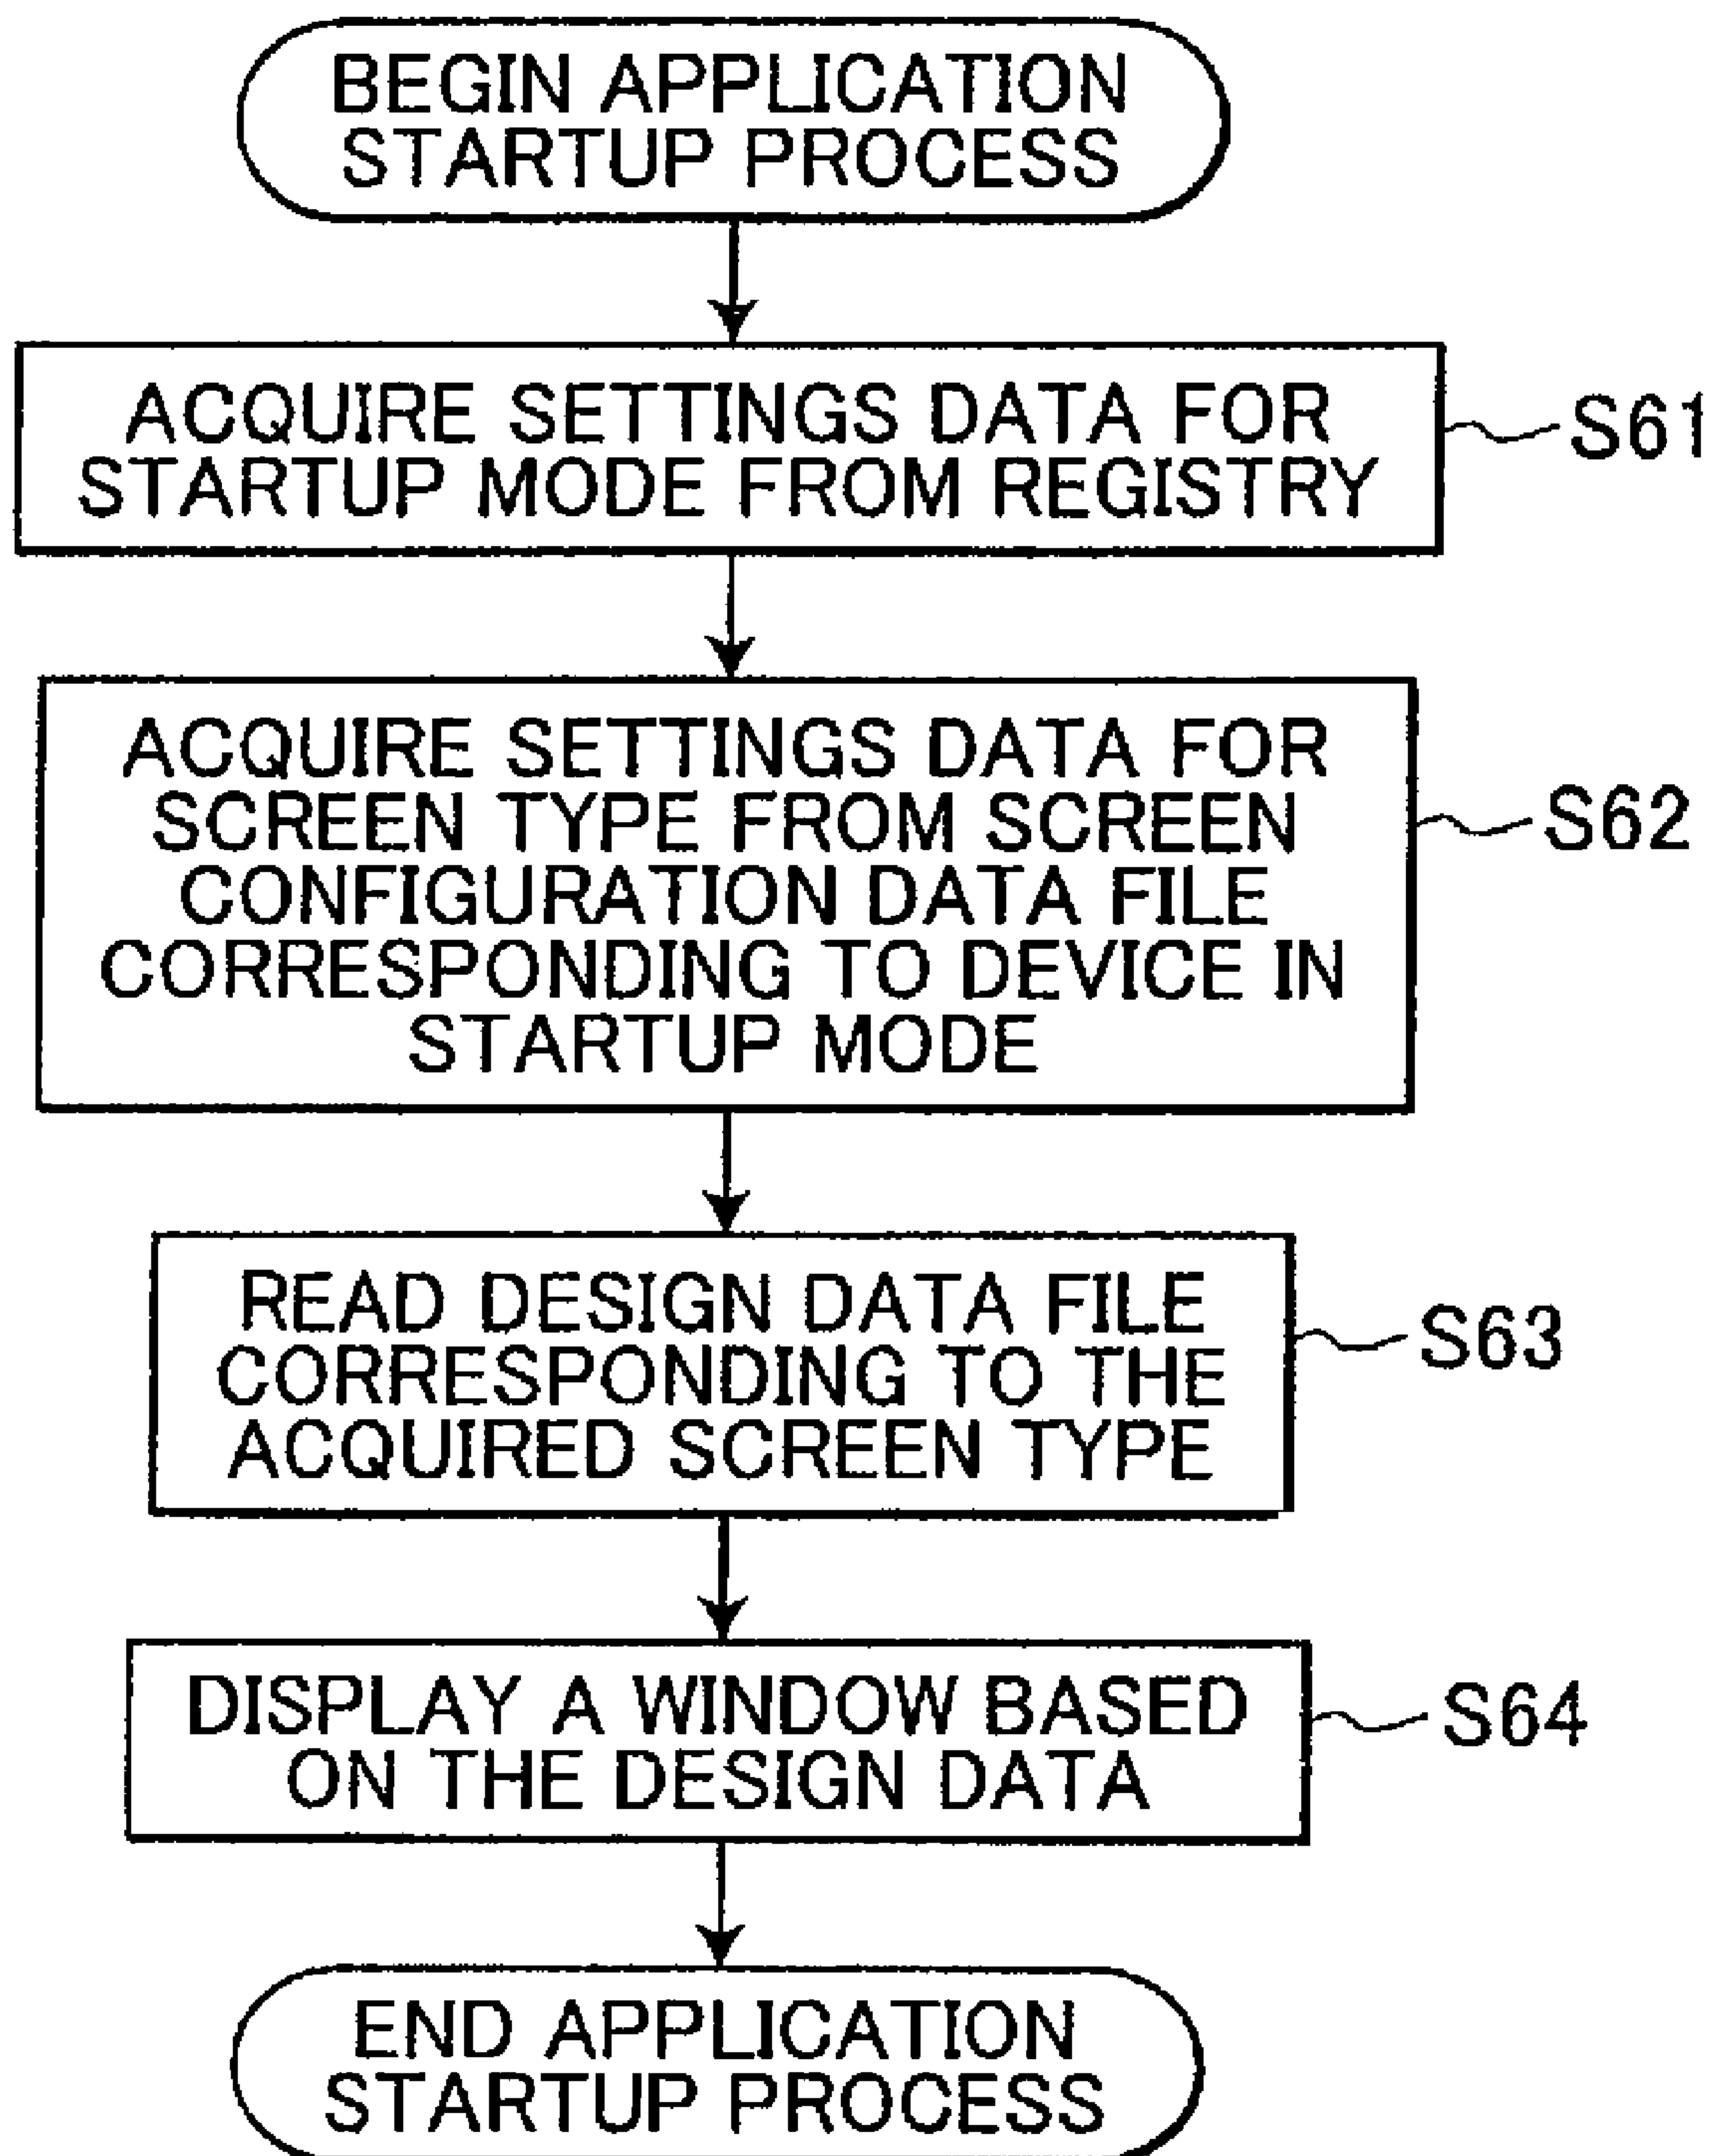 BEGIN APPLICATION
STARTUP PROCESS
ACQUIRE SETTINGS DATA FOR
STARTUP MODE FROM REGISTRY
S61
ACQUIRE SETTINGS DATA FOR
SCREEN TYPE FROM SCREEN
CONFIGURATION DATA FILE
CORRESPONDING TO DEVICE IN
STARTUP MODE
S62
READ DESIGN DATA FILE
CORRESPONDING TO THE
ACQUIRED SCREEN TYPE
S63
DISPLAY A WINDOW BASED
ON THE DESIGN DATA
S64
END APPLICATION
STARTUP PROCESS